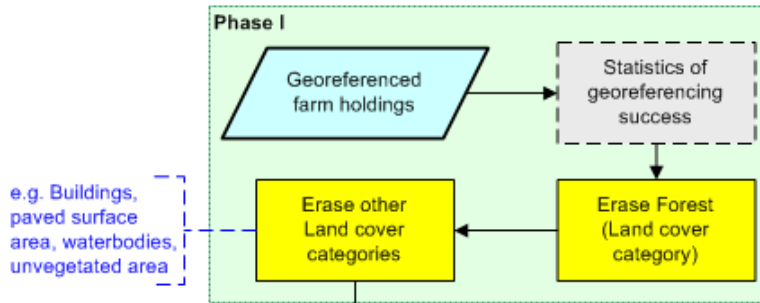 Phase I
Georeferenced
farm holdings
Statistics of
georeferencing
success
e.g. Buildings,
paved surface
area, waterbodies,
unvegetated area
Erase other
Land cover
categories
Erase Forest
(Land cover
category)